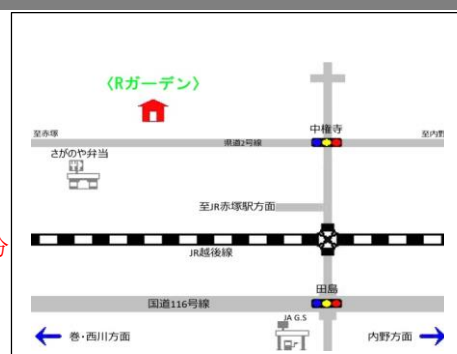 〈Rガーデン〉
至赤塚
中権寺
至内野
県道2号線
さがのや弁当
至JR赤塚駅方面
分
JR越後線
田島
国道116号線
JA G.S
巻・西川方面
内野方面